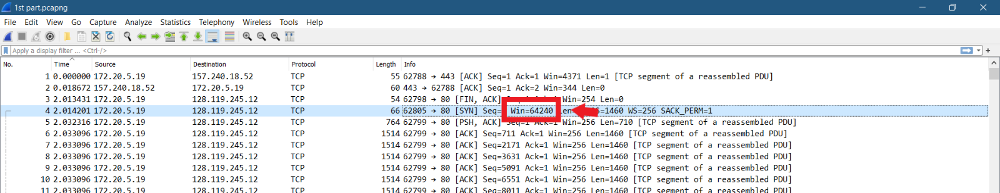 1st part.pcapng
File Edit View Go Capture Analyze Statistics Telephony Wireless Tools Help
Apply a display filter ... <Ctrl-/>
No. Time Source Destination Protocol Length Info
1 0.000000 172.20.5.19 157.240.18.52 TCP 55 62788 → 443 [ACK] Seq=1 Ack=1 Win=4371 Len=1 [TCP segment of a reassembled PDU]
2 0.018672 157.240.18.52 172.20.5.19 TCP 60 443 → 62788 [ACK] Seq=1 Ack=2 Win=344 Len=0
3 2.013431 172.20.5.19 128.119.245.12 TCP 54 62798 → 80 [FIN, ACK] Win=254 Len=0
4 2.014201 172.20.5.19 128.119.245.12 TCP 66 62805 → 80 [SYN] Seq= Win=64240 =1460 WS=256 SACK_PERM=1
5 2.032316 172.20.5.19 128.119.245.12 TCP 764 62799 → 80 [PSH, ACK] Seq=1 Ack=1 Win=256 Len=710 [TCP segment of a reassembled PDU]
6 2.033096 172.20.5.19 128.119.245.12 TCP 1514 62799 → 80 [ACK] Seq=711 Ack=1 Win=256 Len=1460 [TCP segment of a reassembled PDU]
7 2.033096 172.20.5.19 128.119.245.12 TCP 1514 62799 → 80 [ACK] Seq=2171 Ack=1 Win=256 Len=1460 [TCP segment of a reassembled PDU]
8 2.033096 172.20.5.19 128.119.245.12 TCP 1514 62799 → 80 [ACK] Seq=3631 Ack=1 Win=256 Len=1460 [TCP segment of a reassembled PDU]
9 2.033096 172.20.5.19 128.119.245.12 TCP 1514 62799 → 80 [ACK] Seq=5091 Ack=1 Win=256 Len=1460 [TCP segment of a reassembled PDU]
10 2.033096 172.20.5.19 128.119.245.12 TCP 1514 62799 → 80 [ACK] Seq=6551 Ack=1 Win=256 Len=1460 [TCP segment of a reassembled PDU]
11 2.033096 172.20.5.19 128.119.245.12 TCP 1514 62799 → 80 [ACK] Seq=8011 Ack=1 Win=256 Len=1460 [TCP segment of a reassembled PDU]